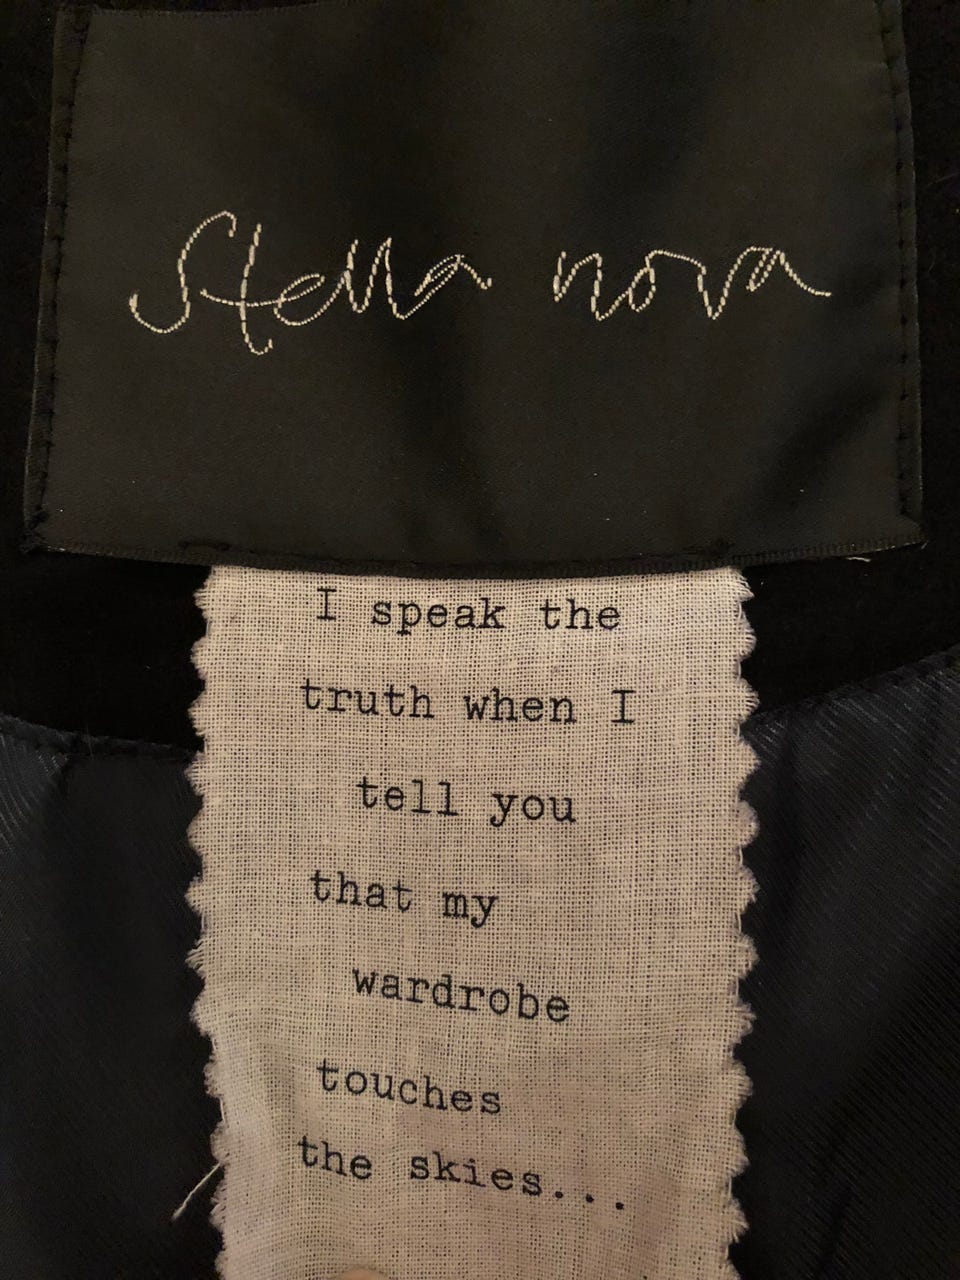 Stella nova
I speak the
truth when I
tell you
that my
wardrobe
touches
the skies...